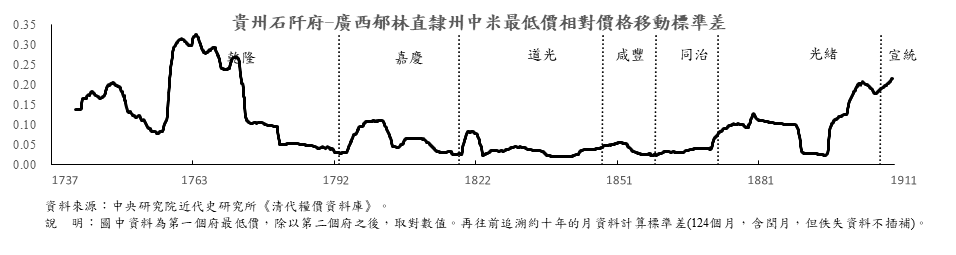 貴州石阡府-廣西郁林直隸州中米最低價相對價格移動標準差
0.35
0.30
0.25
0.20
0.15
0.10
0.05
0.00
乾隆
嘉慶
道光
咸豐
同治
光緒
宣統
1737
1763
1792
1822
1851
1881
1911
資料來源：中央研究院近代史研究所《清代糧價資料庫》。
說　明：圖中資料為第一個府最低價，除以第二個府之後，取對數值。再往前追溯約十年的月資料計算標準差(124個月，含閏月，但佚失資料不插補)。